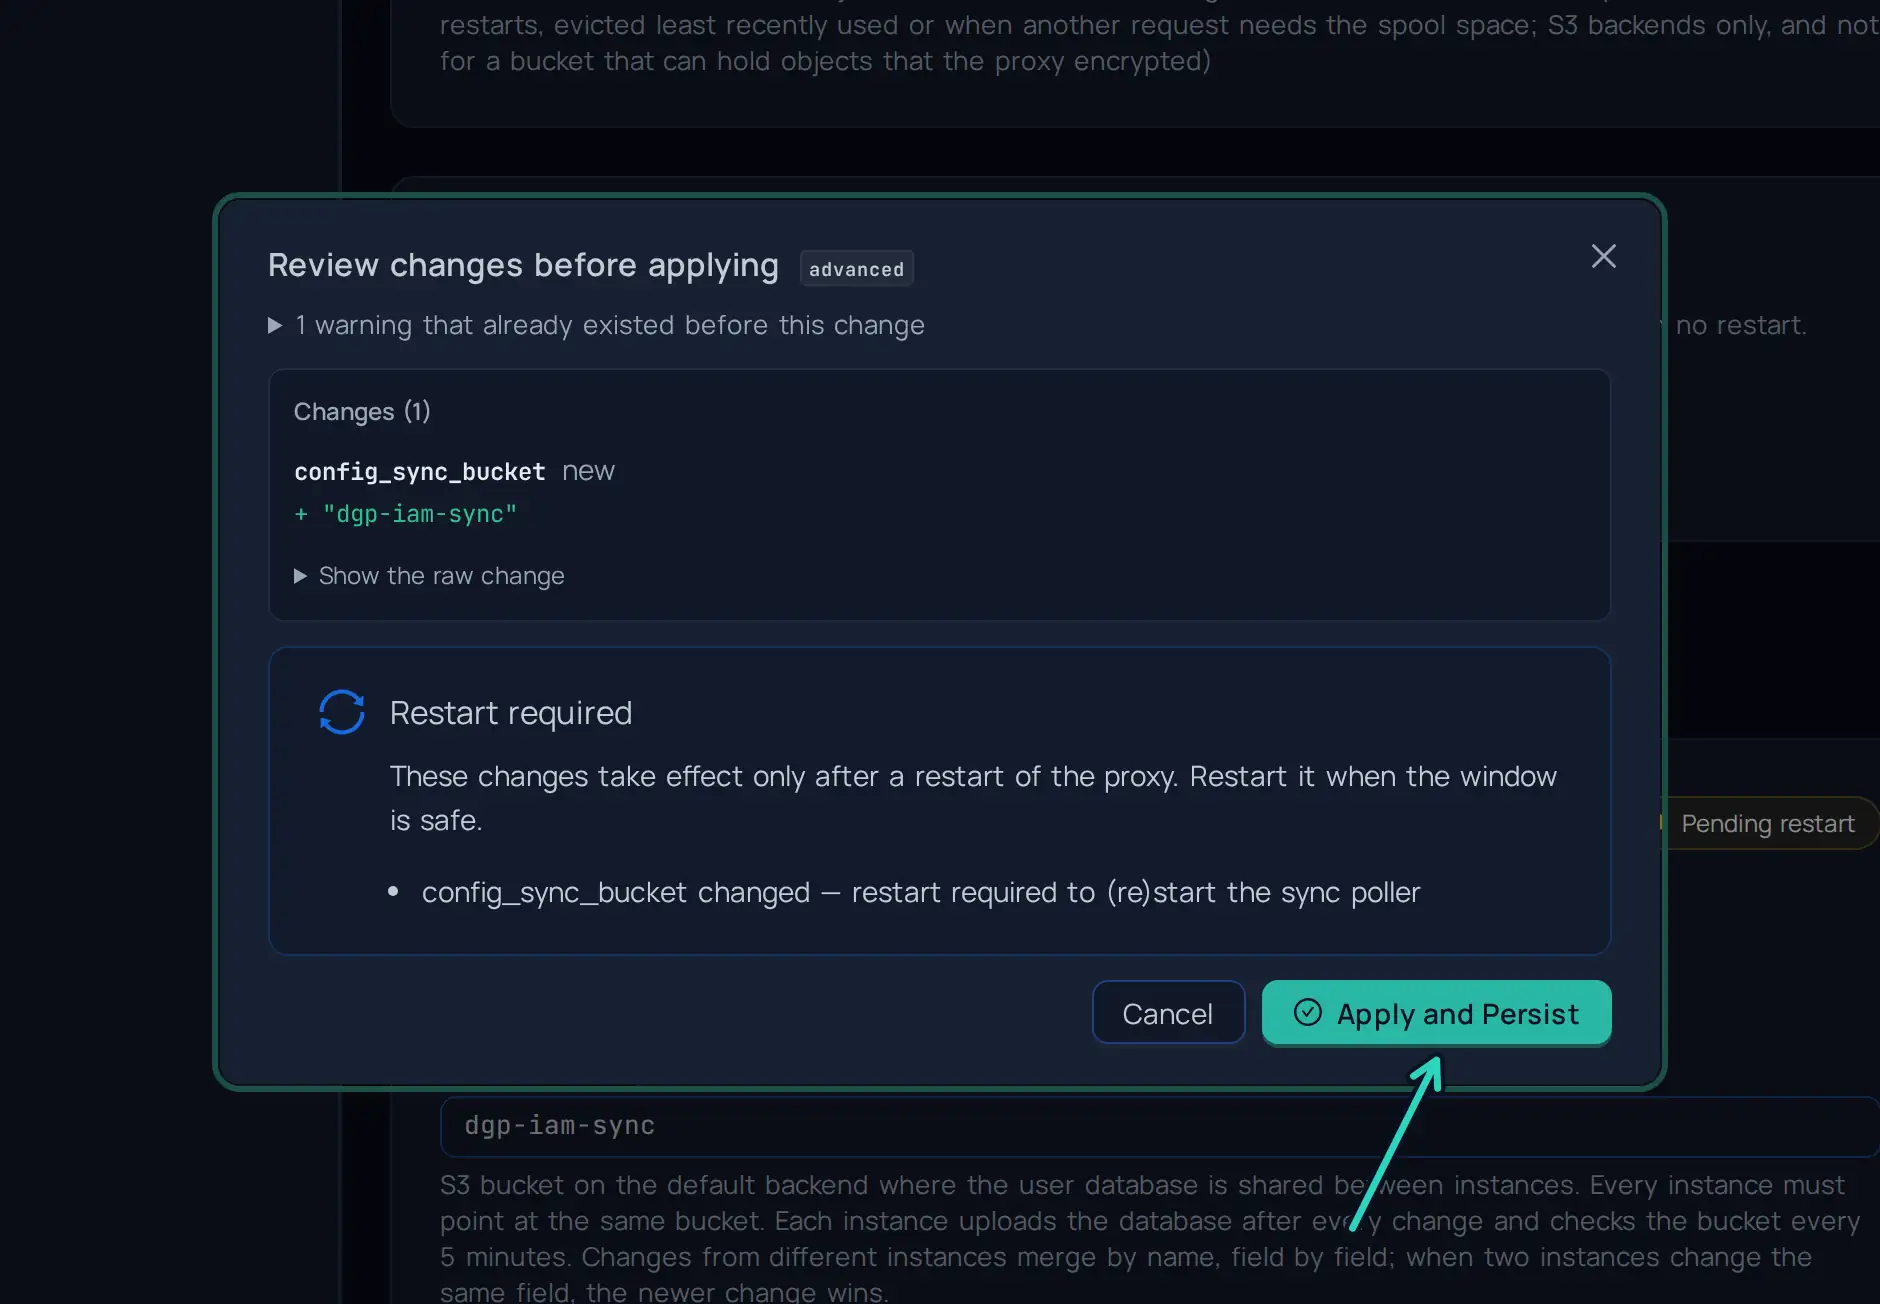 restarts, evicted least recently used or when another request needs the spool space; S3 backends only, and not
for a bucket that can hold objects that the proxy encrypted)
Review changes before applying advanced
▶ 1 warning that already existed before this change
no restart.
Changes (1)
config_sync_bucket new
+ "dgp-iam-sync"
▶ Show the raw change
Restart required
These changes take effect only after a restart of the proxy. Restart it when the window
is safe.
Pending restart
• config_sync_bucket changed — restart required to (re)start the sync poller
Cancel
Apply and Persist
dgp-iam-sync
S3 bucket on the default backend where the user database is shared between instances. Every instance must
point at the same bucket. Each instance uploads the database after every change and checks the bucket every
5 minutes. Changes from different instances merge by name, field by field; when two instances change the
same field, the newer change wins.